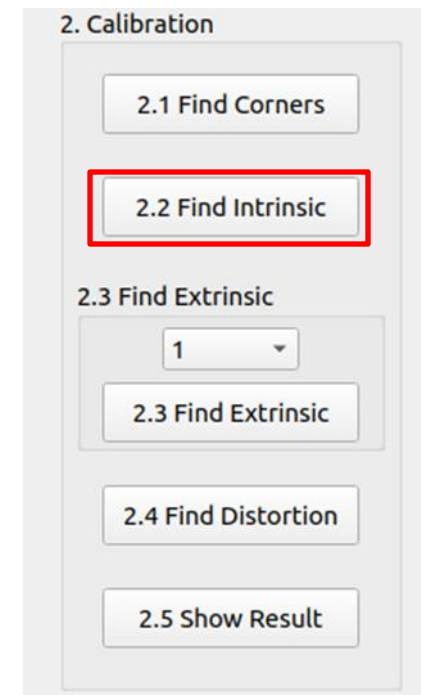 2. Calibration
2.1 Find Corners
2.2 Find Intrinsic
2.3 Find Extrinsic
1
2.3 Find Extrinsic
2.4 Find Distortion
2.5 Show Result